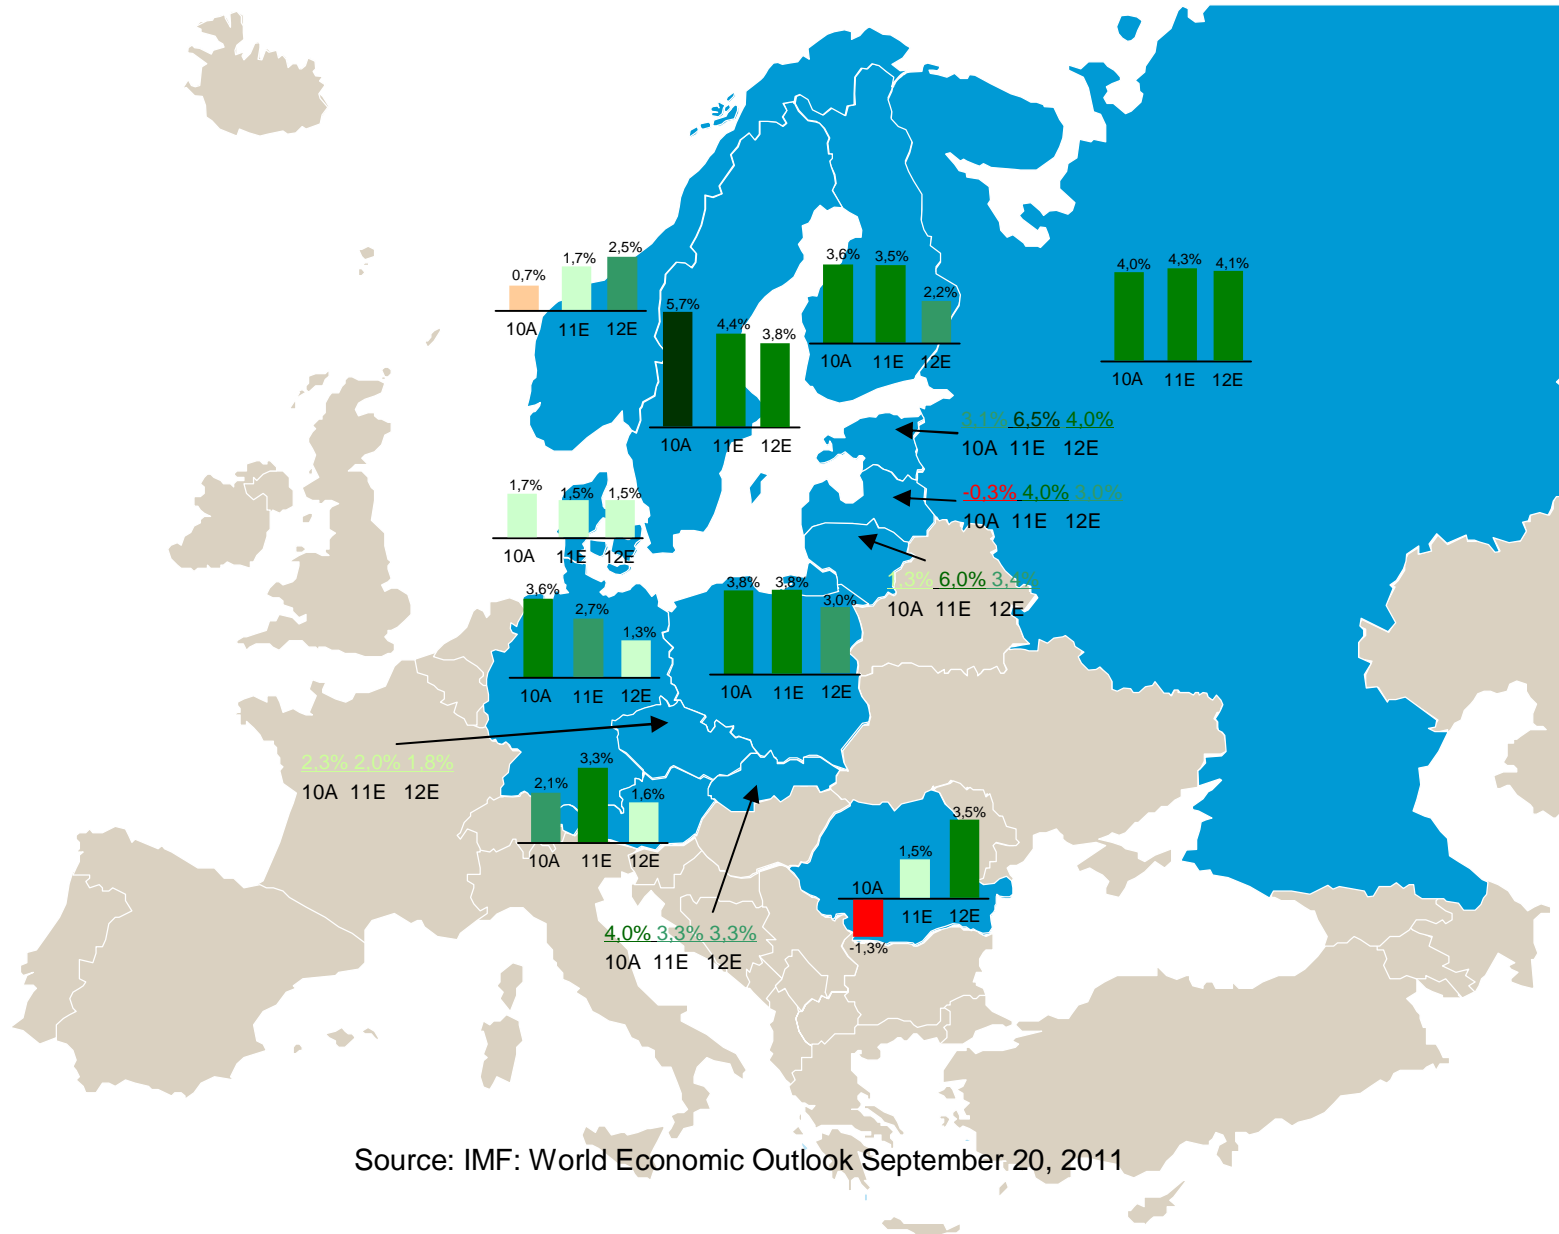 0,7% 1,7% 2,5%
10A 11E 12E
5,7% 4,4% 3,8%
10A 11E 12E
3,6% 3,5% 2,2%
10A 11E 12E
4,0% 4,3% 4,1%
10A 11E 12E
3,1% 6,5% 4,0%
10A 11E 12E
-0.3% 4,0% 3,0%
10A 11E 12E
1.3% 6,0% 3,4%
10A 11E 12E
1,7% 1,5% 1,5%
10A 11E 12E
3,6% 2,7% 1,3%
10A 11E 12E
3,8% 3,8% 3,0%
10A 11E 12E
2,3% 2,0% 1,8%
10A 11E 12E
2,1% 3,3% 1,6%
10A 11E 12E
4,0% 3,3% 3,3%
10A 11E 12E
1,5% 3,5%
10A 11E 12E
-1,3%
Source: IMF: World Economic Outlook September 20, 2011